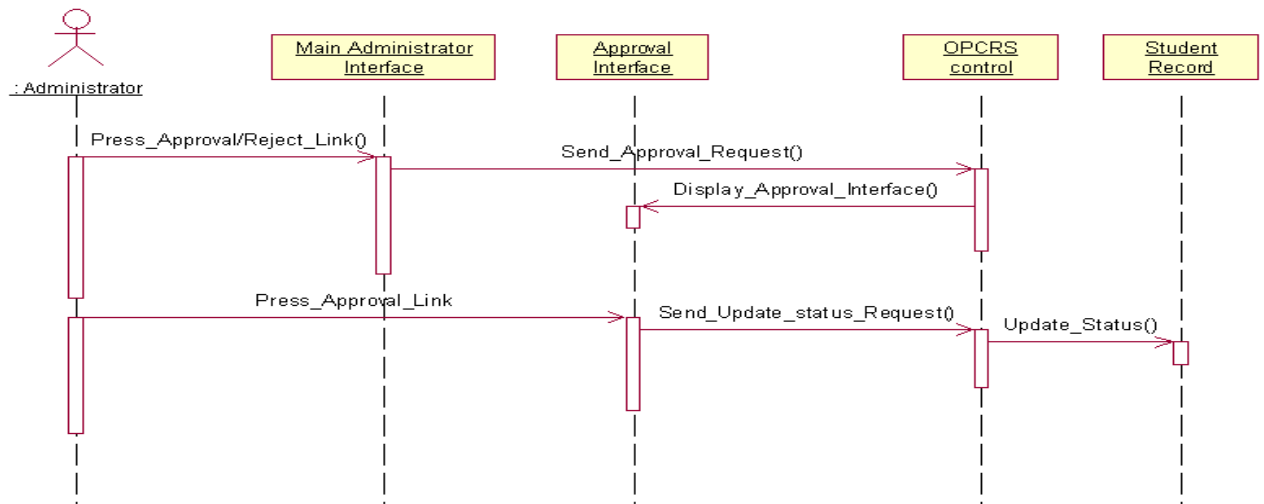 Main Administrator
Interface
Approval
Interface
OPCRS
control
Student
Record
: Administrator
Press_Approval/Reject_Link()
Send_Approval_Request()
Display_Approval_Interface()
Press_Approval_Link
Send_Update_status_Request()
Update_Status()